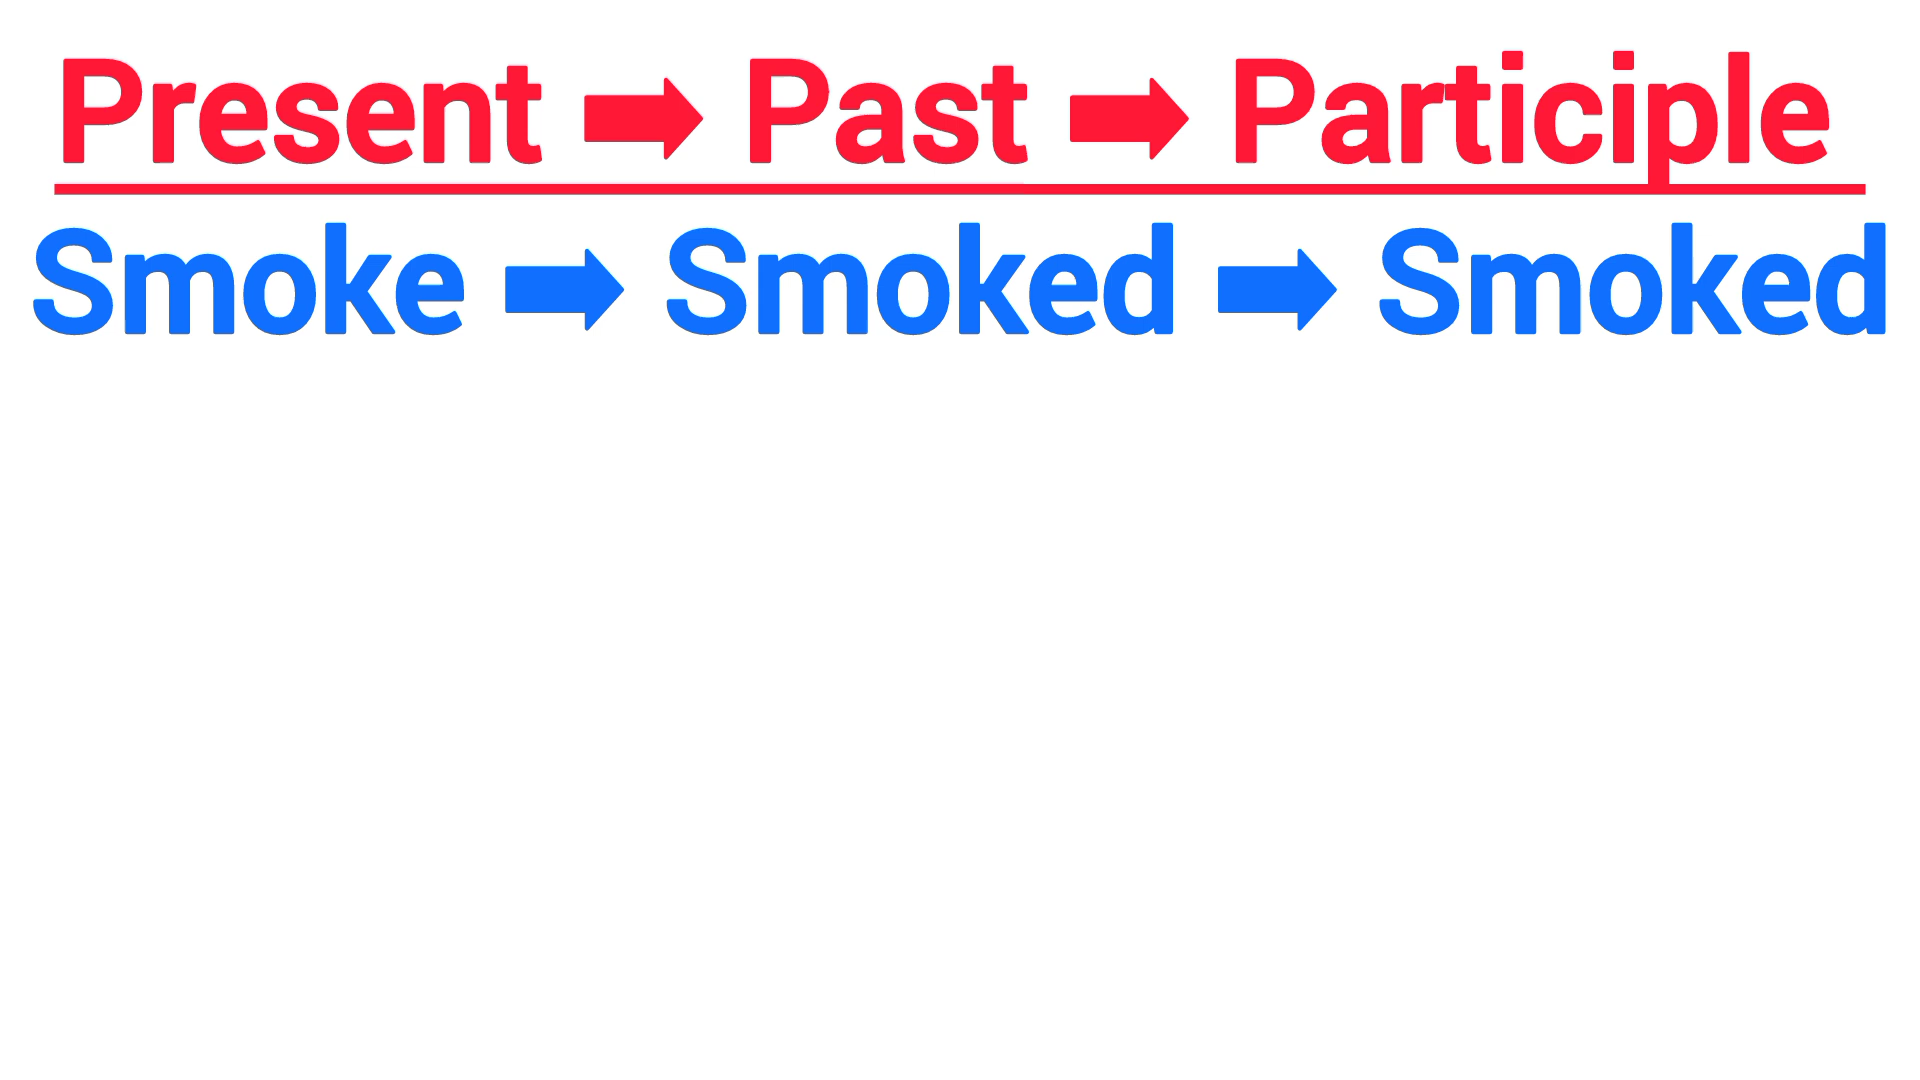 Present ➡ Past ➡ Participle
Smoke ➡ Smoked ➡ Smoked